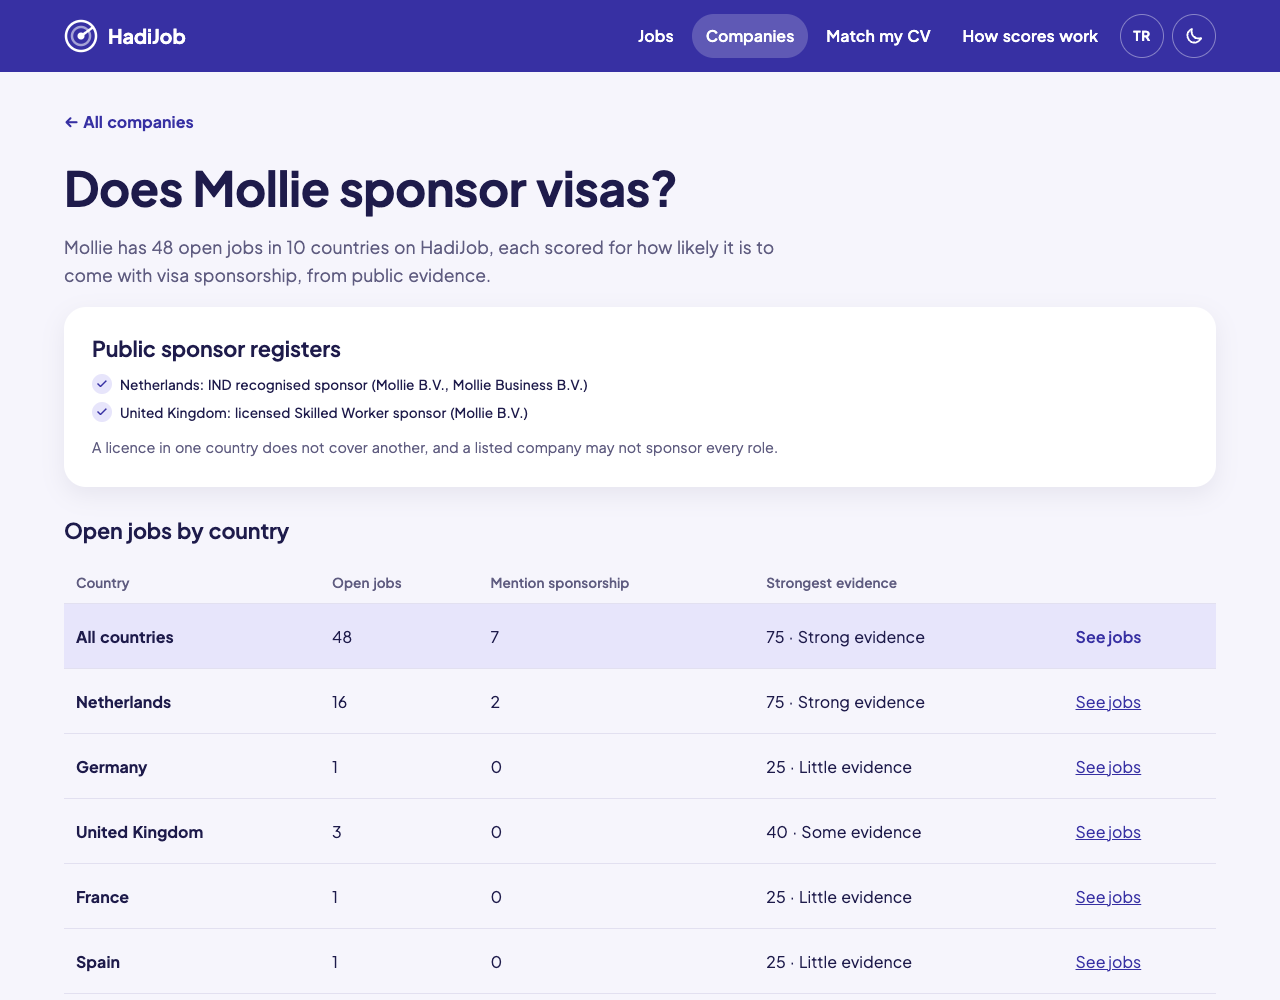 HadiJob
Jobs
Companies
Match my CV
How scores work
TR
← All companies
Does Mollie sponsor visas?
Mollie has 48 open jobs in 10 countries on HadiJob, each scored for how likely it is to
come with visa sponsorship, from public evidence.
Public sponsor registers
Netherlands: IND recognised sponsor (Mollie B.V., Mollie Business B.V.)
United Kingdom: licensed Skilled Worker sponsor (Mollie B.V.)
A licence in one country does not cover another, and a listed company may not sponsor every role.
Open jobs by country
Country Open jobs Mention sponsorship Strongest evidence
All countries 48 7 75 · Strong evidence See jobs
Netherlands 16 2 75 · Strong evidence See jobs
Germany 1 0 25 · Little evidence See jobs
United Kingdom 3 0 40 · Some evidence See jobs
France 1 0 25 · Little evidence See jobs
Spain 1 0 25 · Little evidence See jobs